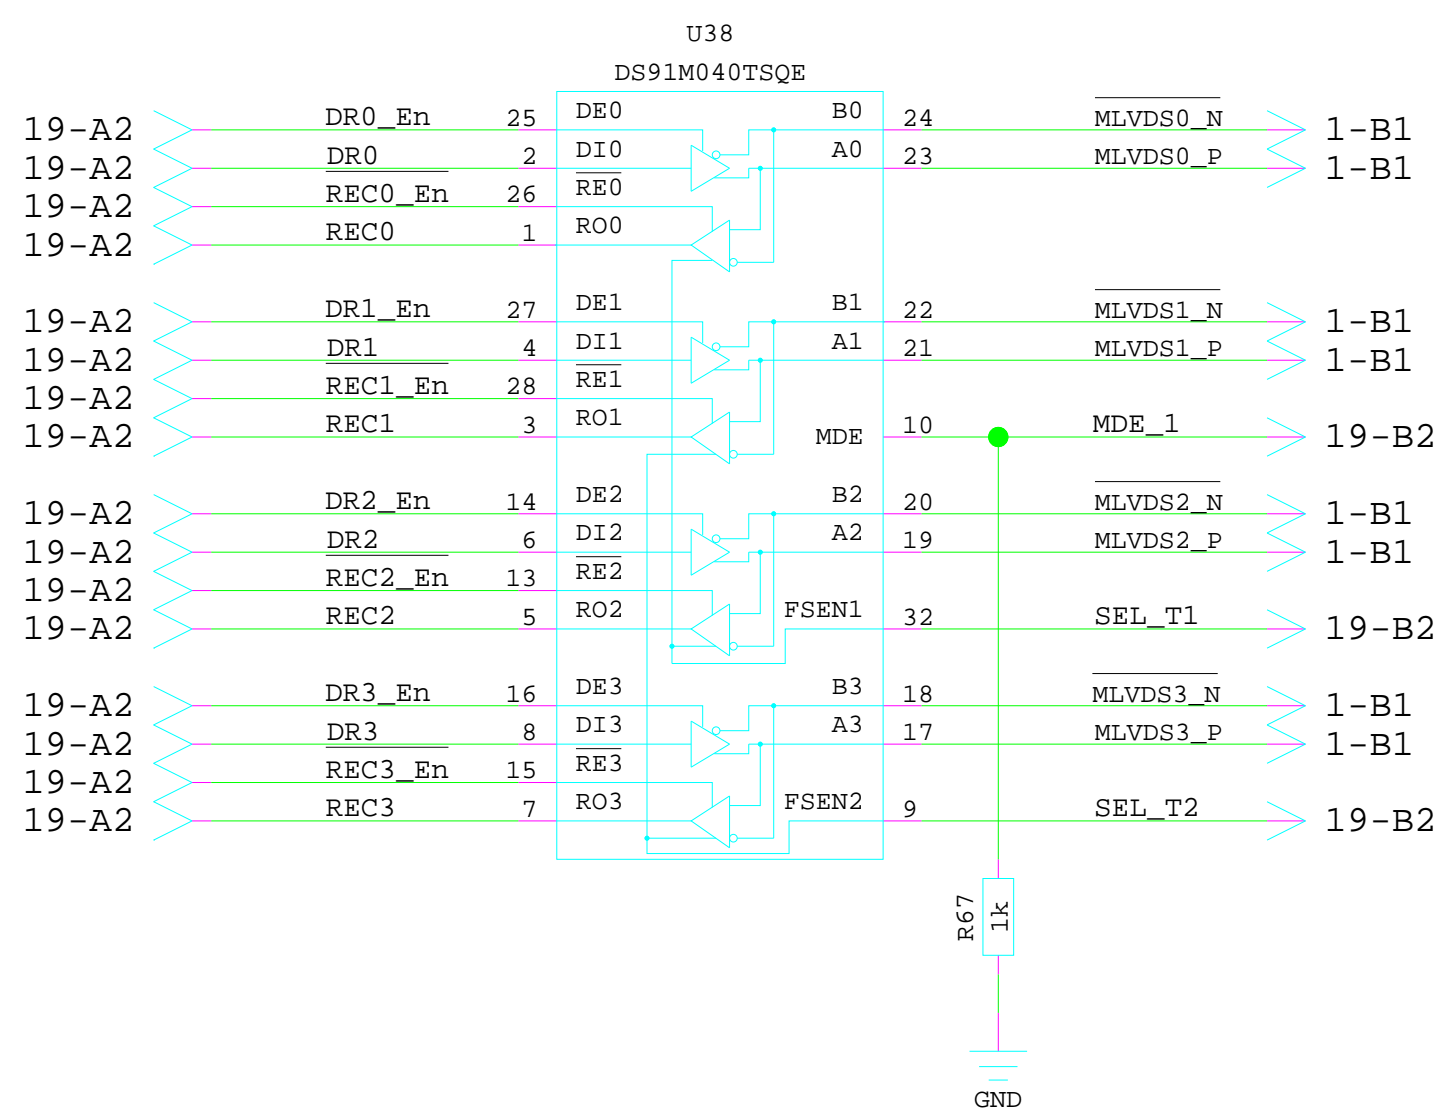 U38
DS91M040TSQE
19-A2 DR0_En 25 DE0 B0 24 MLVDS0_N 1-B1
19-A2 DR0 2 DI0 A0 23 MLVDS0_P 1-B1
19-A2 REC0_En 26 RE0
19-A2 REC0 1 RO0
19-A2 DR1_En 27 DE1 B1 22 MLVDS1_N 1-B1
19-A2 DR1 4 DI1 A1 21 MLVDS1_P 1-B1
19-A2 REC1_En 28 RE1
19-A2 REC1 3 RO1 MDE 10 MDE_1 19-B2
19-A2 DR2_En 14 DE2 B2 20 MLVDS2_N 1-B1
19-A2 DR2 6 DI2 A2 19 MLVDS2_P 1-B1
19-A2 REC2_En 13 RE2
19-A2 REC2 5 RO2 FSEN1 32 SEL_T1 19-B2
19-A2 DR3_En 16 DE3 B3 18 MLVDS3_N 1-B1
19-A2 DR3 8 DI3 A3 17 MLVDS3_P 1-B1
19-A2 REC3_En 15 RE3
19-A2 REC3 7 RO3 FSEN2 9 SEL_T2 19-B2
R67
1k
GND